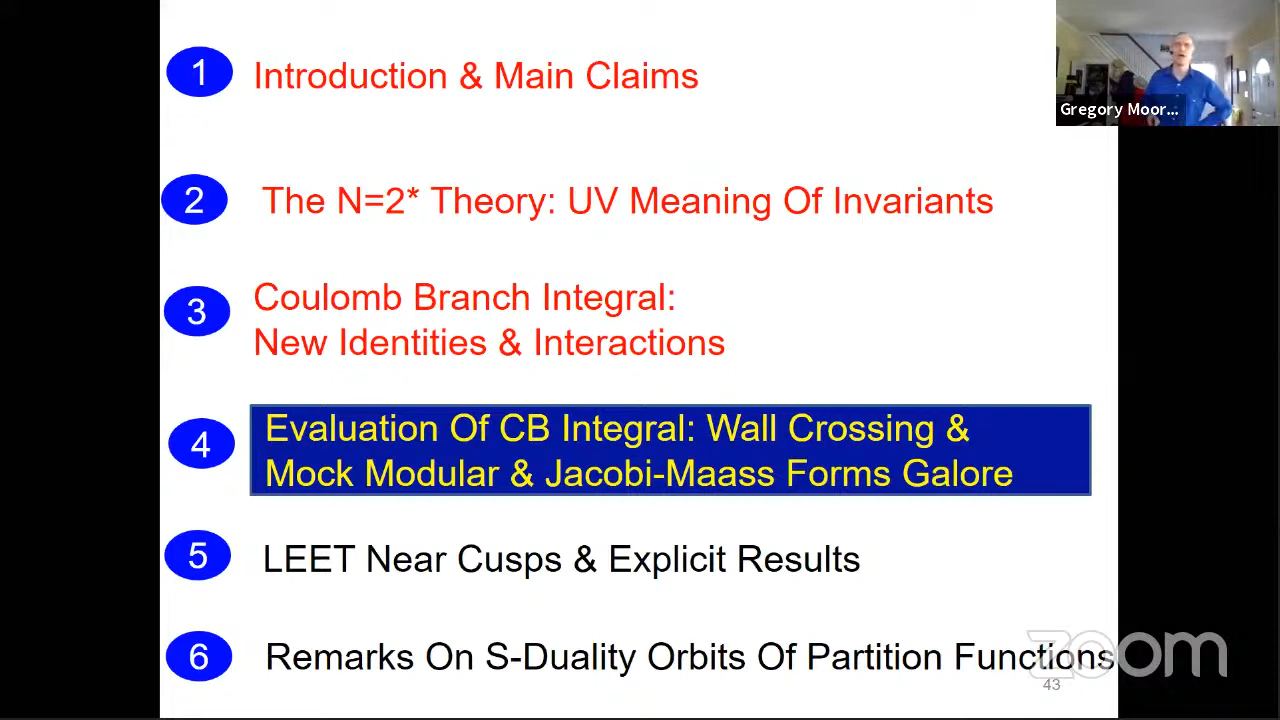 1 Introduction & Main Claims
Gregory Moor...
2 The N=2* Theory: UV Meaning Of Invariants
3 Coulomb Branch Integral:
New Identities & Interactions
4 Evaluation Of CB Integral: Wall Crossing &
Mock Modular & Jacobi-Maass Forms Galore
5 LEET Near Cusps & Explicit Results
6 Remarks On S-Duality Orbits Of Partition Functions
zoom
43